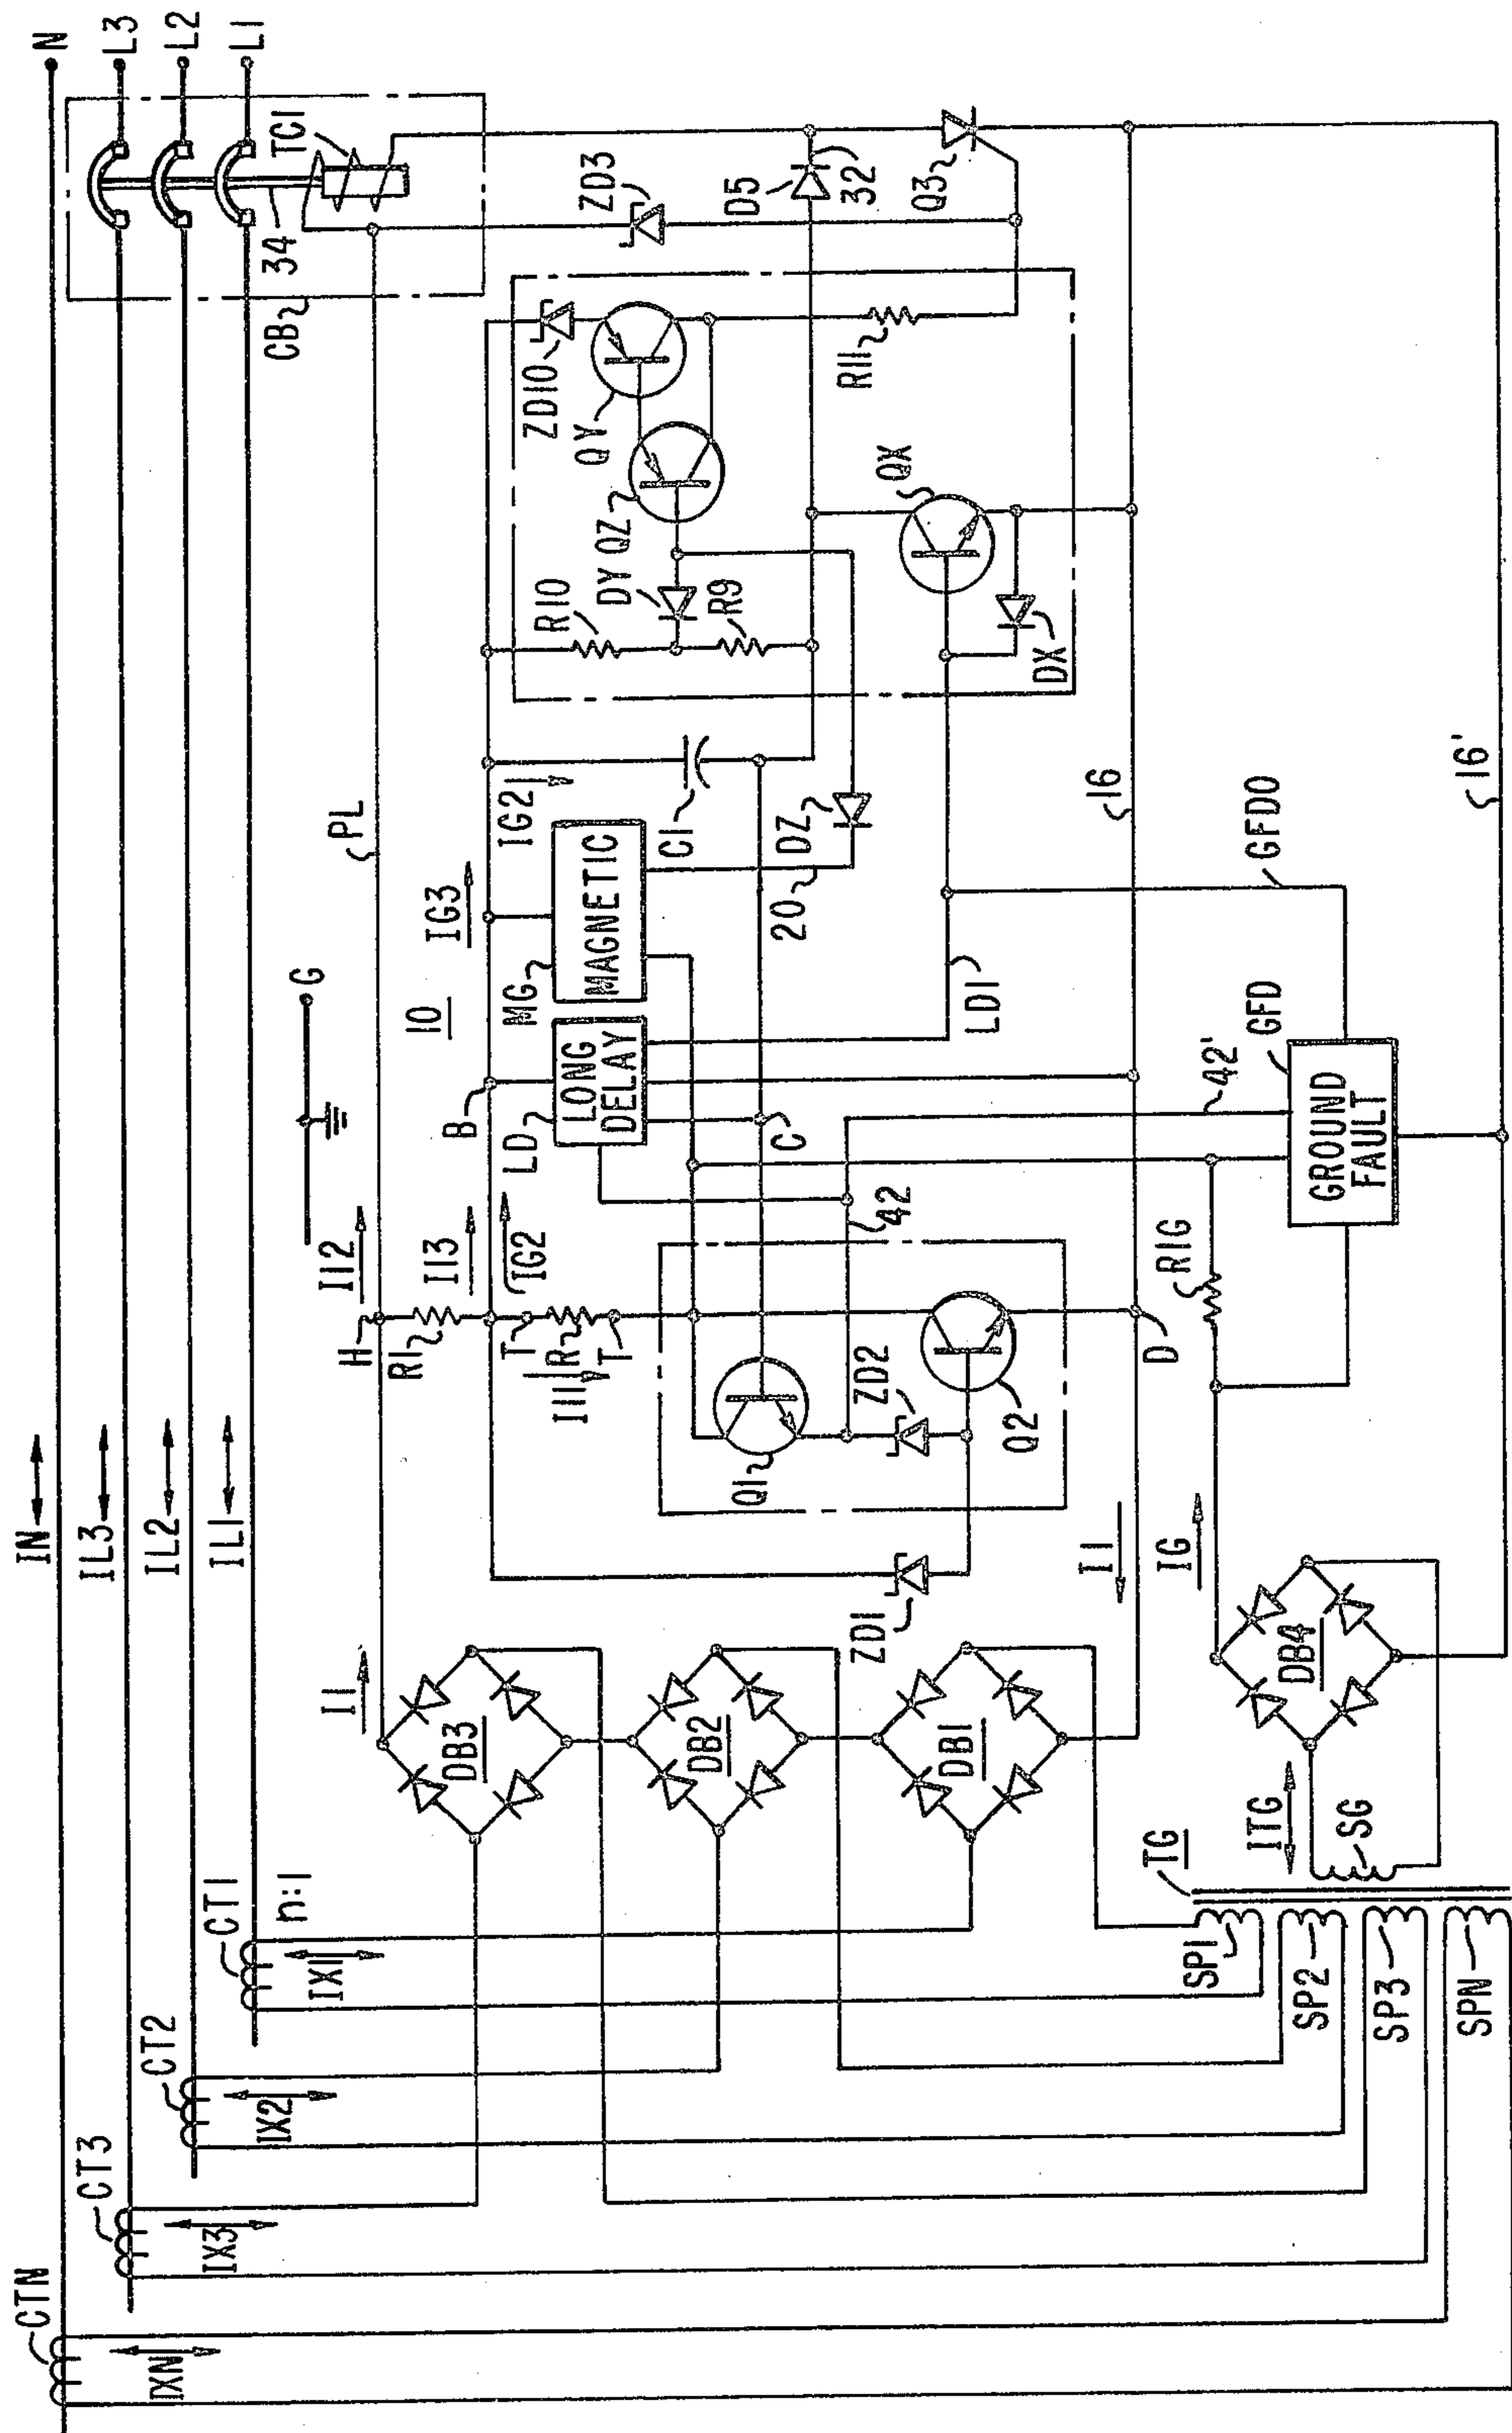 N
L3
L2
L1
IN
IL3
IL2
IL1
CTN
CT3
CT2
CT1
n:1
IXN
IX3
IX2
IX1
TC1
34
CB
G
PL
H
I12
I1
R1
I13
IG2
IG3
IG2
10
B
T
R
T
I11
LD
LONG
DELAY
MG
MAGNETIC
C1
C
20
DZ
ZD3
D5
32
Q3
ZD10
QY
QZ
DY
R10
R9
R11
QX
DX
DB3
DB2
DB1
ZD1
Q1
ZD2
Q2
42
42'
LD1
16
16'
D
I1
IG
R1G
DB4
ITG
SG
TG
SP1
SP2
SP3
SPN
GFD
GROUND
FAULT
GFDO